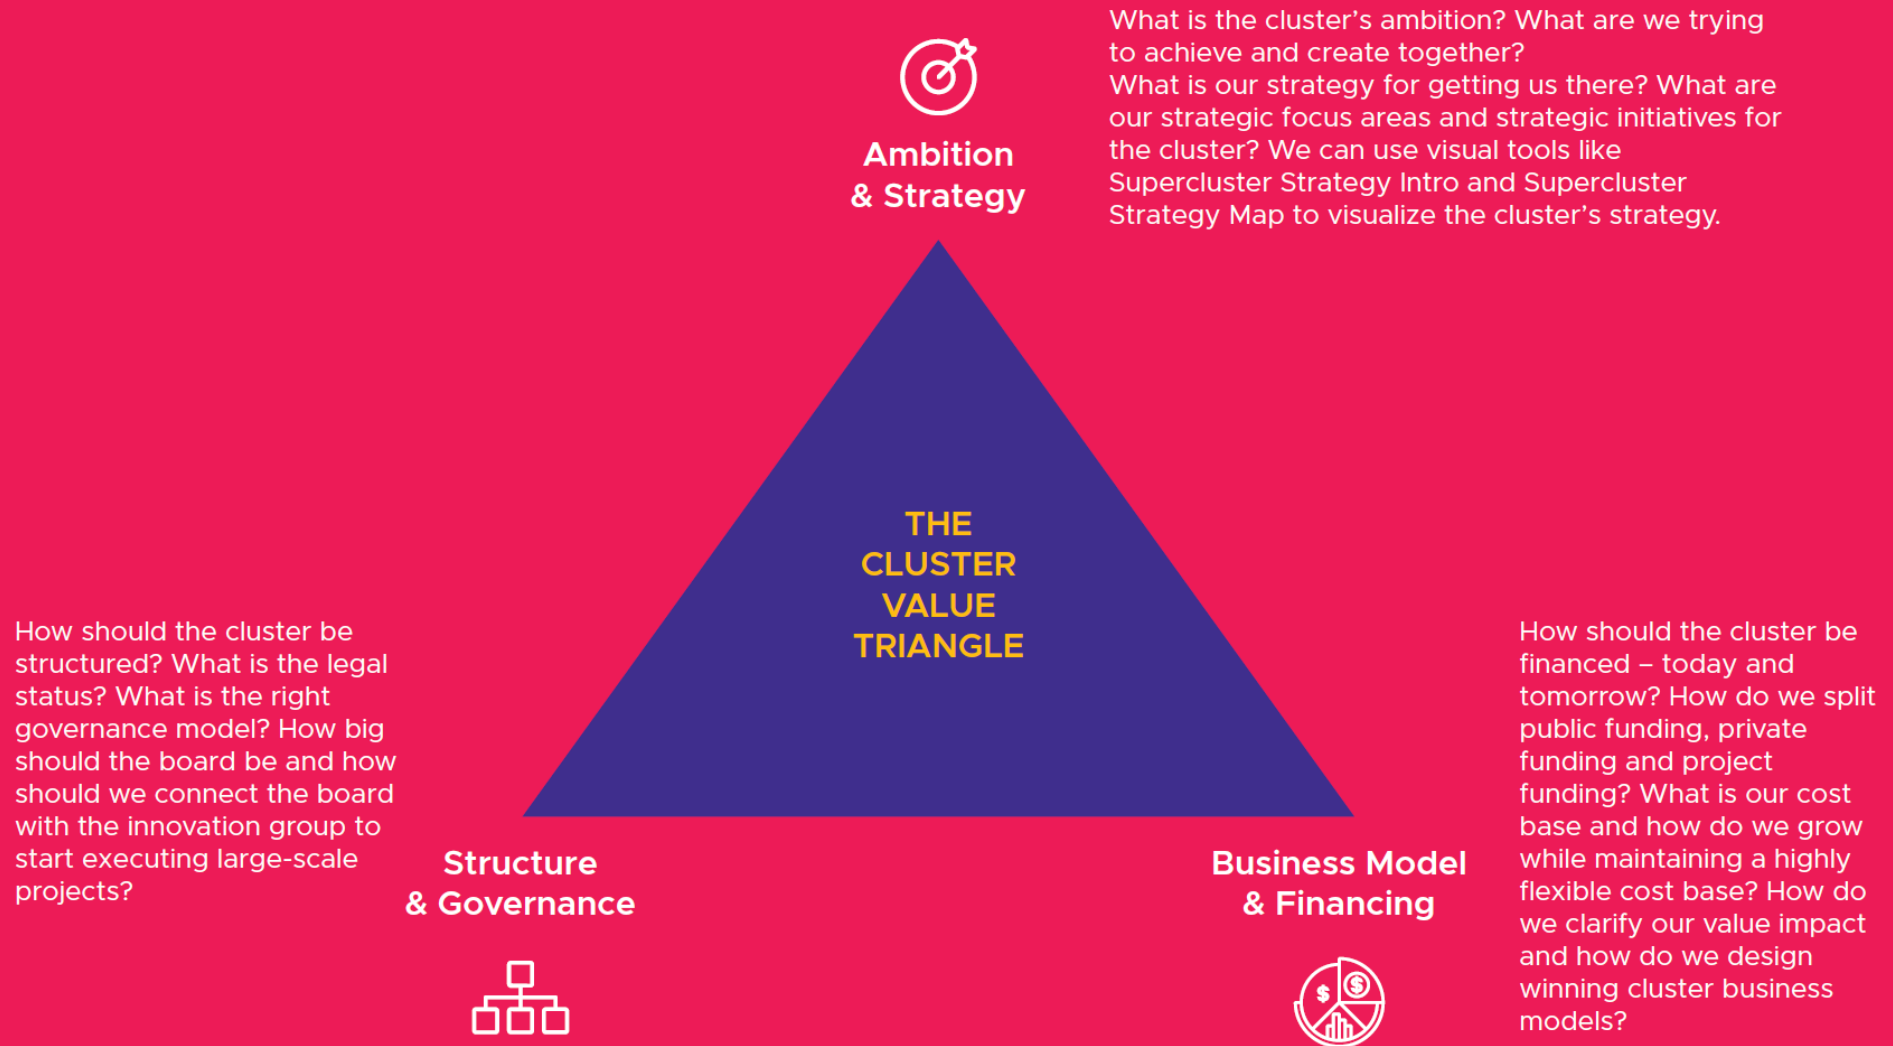 What is the cluster’s ambition? What are we trying
to achieve and create together?
What is our strategy for getting us there? What are
our strategic focus areas and strategic initiatives for
the cluster? We can use visual tools like
Supercluster Strategy Intro and Supercluster
Strategy Map to visualize the cluster’s strategy.
Ambition
& Strategy
THE
CLUSTER
VALUE
TRIANGLE
How should the cluster be
structured? What is the legal
status? What is the right
governance model? How big
should the board be and how
should we connect the board
with the innovation group to
start executing large-scale
projects?
Structure
& Governance
Business Model
& Financing
$
$
How should the cluster be
financed – today and
tomorrow? How do we split
public funding, private
funding and project
funding? What is our cost
base and how do we grow
while maintaining a highly
flexible cost base? How do
we clarify our value impact
and how do we design
winning cluster business
models?